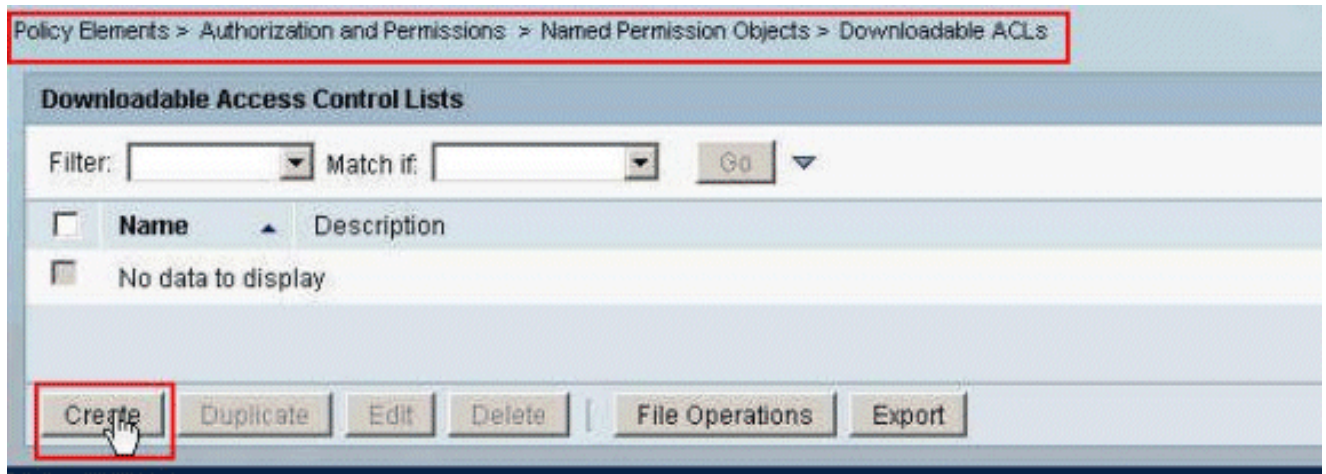 Policy Elements > Authorization and Permissions > Named Permission Objects > Downloadable ACLs
Downloadable Access Control Lists
Filter: Match if: Go
Name Description
No data to display
Create Duplicate Edit Delete | File Operations Export